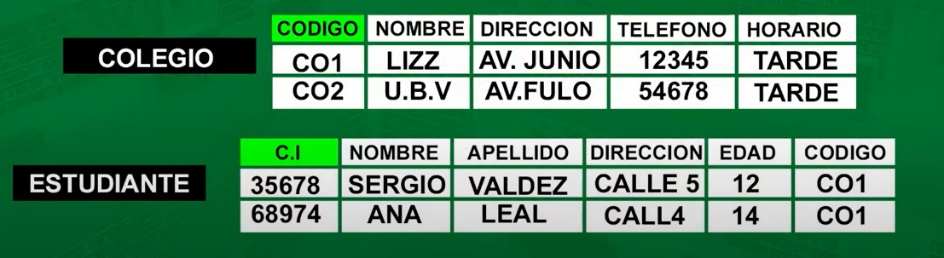 COLEGIO
CODIGO NOMBRE DIRECCION TELEFONO HORARIO
CO1 LIZZ AV. JUNIO 12345 TARDE
CO2 U.B.V AV.FULO 54678 TARDE
ESTUDIANTE
C.I NOMBRE APELLIDO DIRECCION EDAD CODIGO
35678 SERGIO VALDEZ CALLE 5 12 CO1
68974 ANA LEAL CALL4 14 CO1